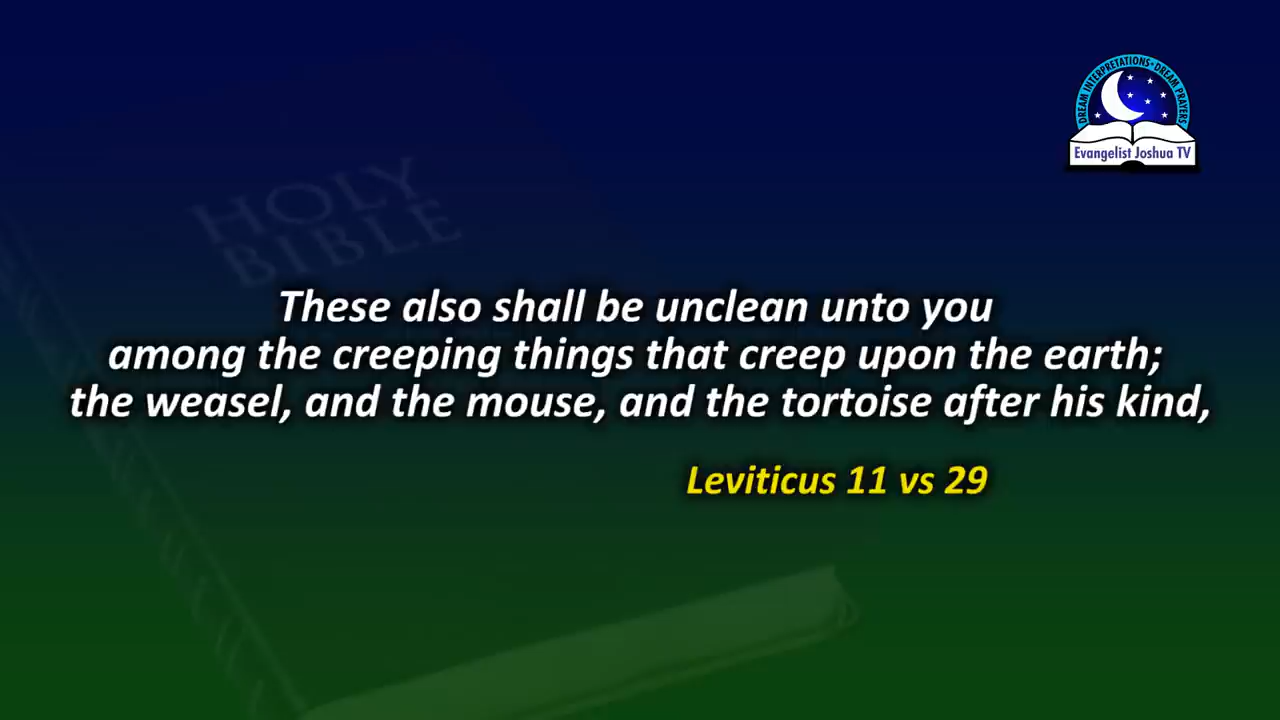 DREAM INTERPRETATIONS • DREAM PRAYERS
Evangelist Joshua TV
HOLY
BIBLE
These also shall be unclean unto you
among the creeping things that creep upon the earth;
the weasel, and the mouse, and the tortoise after his kind,
Leviticus 11 vs 29